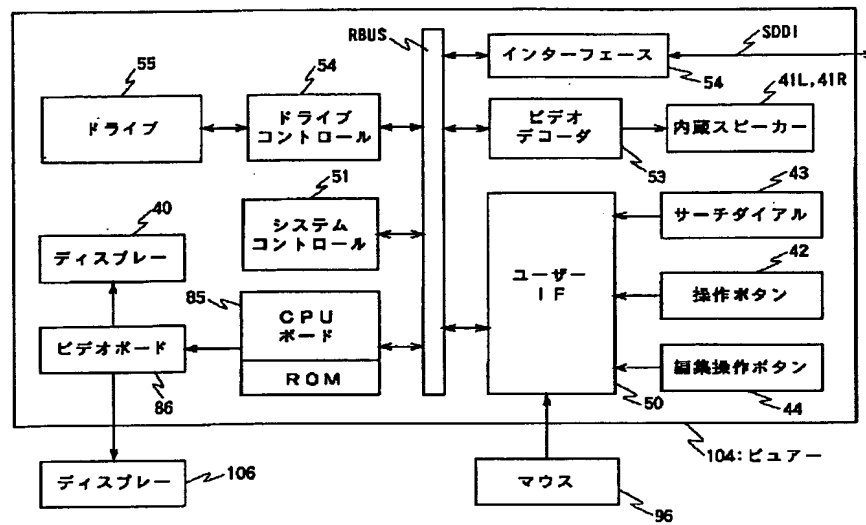 RBUS
SDDI
インターフェース
54
55
ドライブ
54
ドライブ
コントロール
ビデオ
デコーダ
53
41L,41R
内蔵スピーカー
51
システム
コントロール
40
ディスプレー
43
サーチダイアル
ユーザー
IF
50
42
操作ボタン
85
CPU
ボード
ROM
ビデオボード
86
編集操作ボタン
44
104:ビュアー
ディスプレー
106
マウス
96